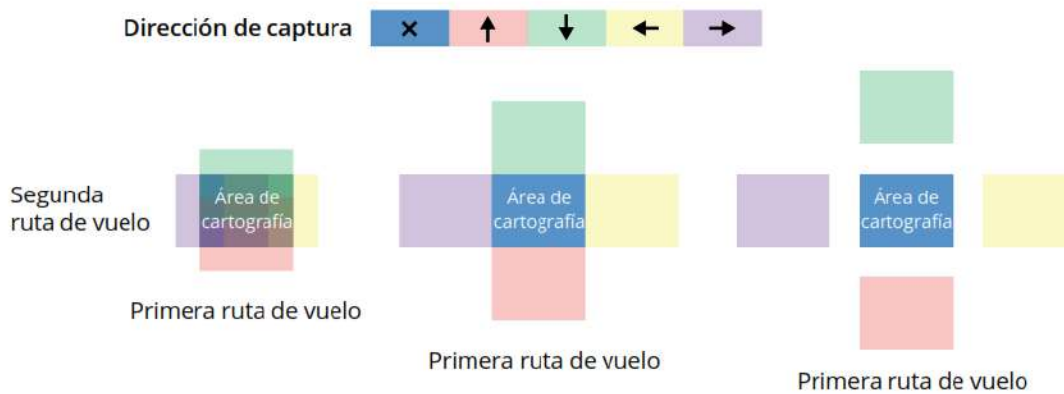 Dirección de captura
Segunda
ruta de vuelo
Área de
cartografía
Primera ruta de vuelo
Área de
cartografía
Primera ruta de vuelo
Área de
cartografía
Primera ruta de vuelo